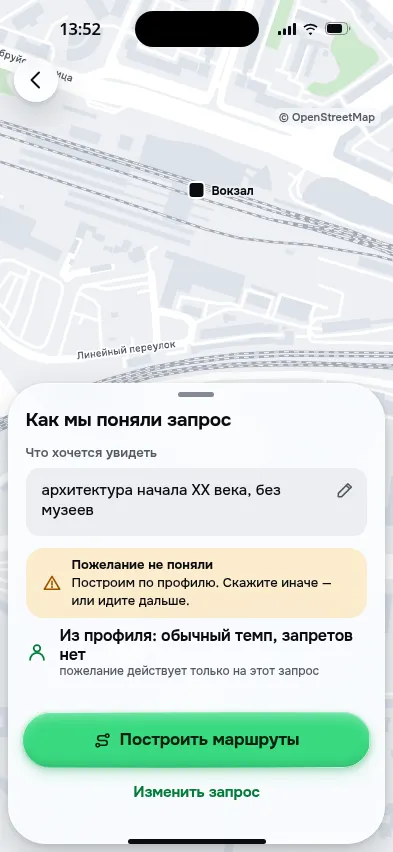 13:52
© OpenStreetMap
Вокзал
Линейный переулок
Как мы поняли запрос
Что хочется увидеть
архитектура начала XX века, без
музеев
Пожелание не поняли
Построим по профилю. Скажите иначе —
или идите дальше.
Из профиля: обычный темп, запретов
нет
пожелание действует только на этот запрос
Построить маршруты
Изменить запрос